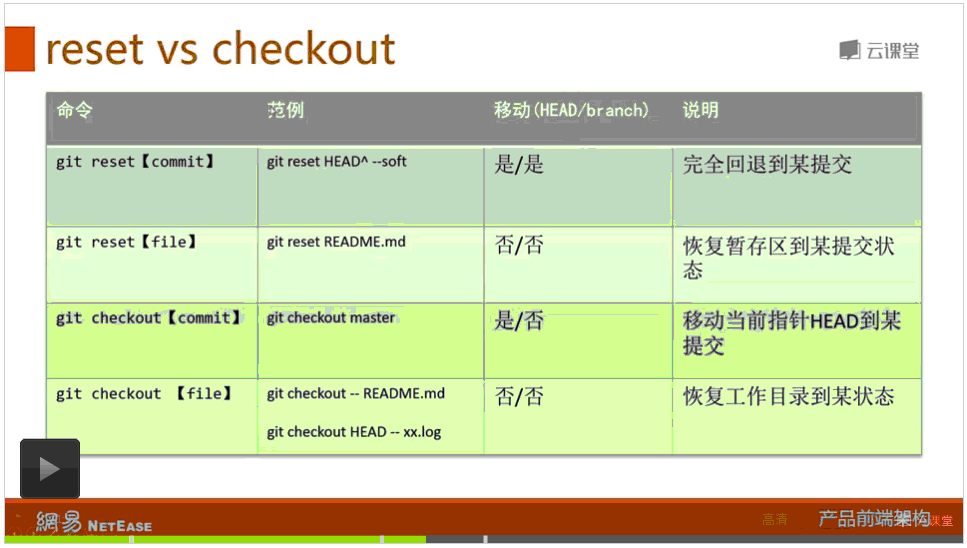 reset vs checkout
云课堂
命令 范例 移动(HEAD/branch) 说明
git reset【commit】 git reset HEAD^ --soft 是/是 完全回退到某提交
git reset【file】 git reset README.md 否/否 恢复暂存区到某提交状
态
git checkout【commit】 git checkout master 是/否 移动当前指针HEAD到某
提交
git checkout 【file】 git checkout -- README.md 否/否 恢复工作目录到某状态
git checkout HEAD -- xx.log
網易 NETEASE
高清
产品前端架构
课堂